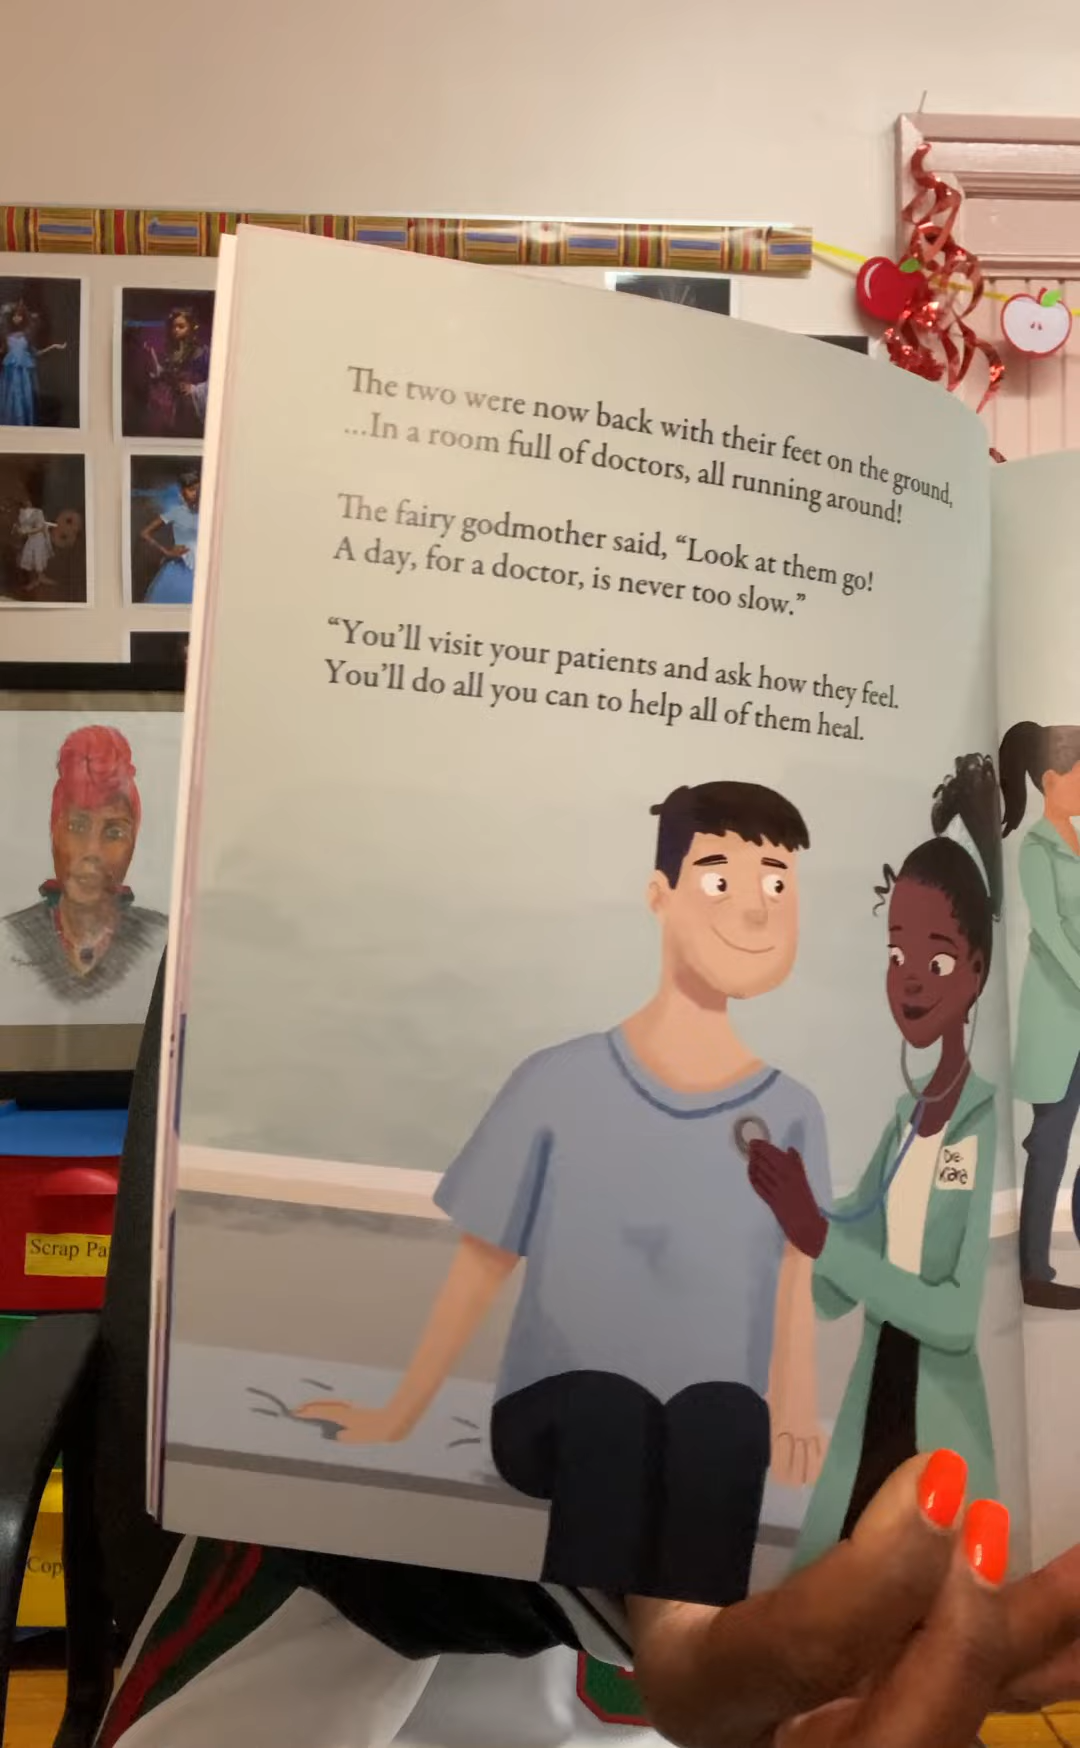 The two were now back with their feet on the ground,
...In a room full of doctors, all running around!
The fairy godmother said, “Look at them go!
A day, for a doctor, is never too slow.”
“You’ll visit your patients and ask how they feel.
You’ll do all you can to help all of them heal.
Scrap Pa
Cop